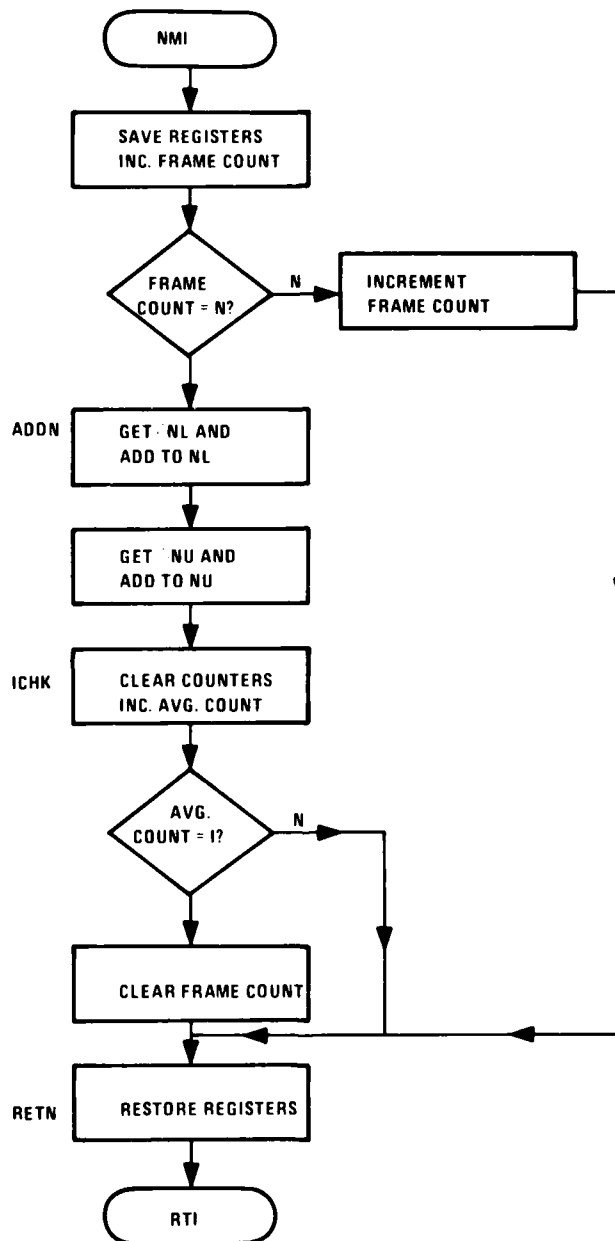 NMI
SAVE REGISTERS
INC. FRAME COUNT
FRAME
COUNT = N?
N
INCREMENT
FRAME COUNT
ADDN
GET NL AND
ADD TO NL
GET NU AND
ADD TO NU
ICHK
CLEAR COUNTERS
INC. AVG. COUNT
AVG.
COUNT = I?
N
CLEAR FRAME COUNT
RETN
RESTORE REGISTERS
RTI